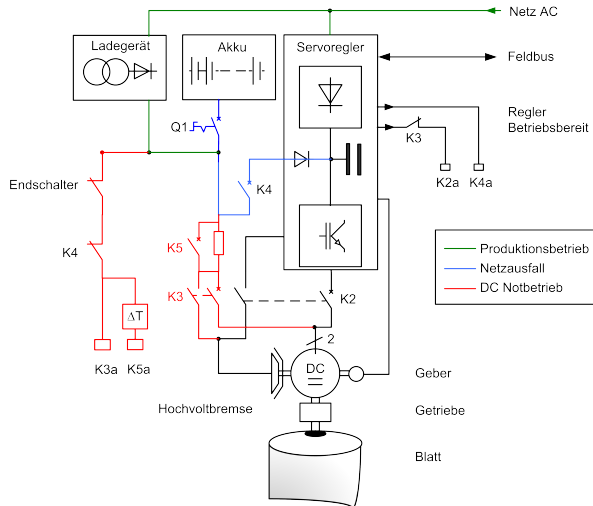 Netz AC
Ladegerät
Akku
Servoregler
Feldbus
Q1
Regler
Betriebsbereit
K3
K2a
K4a
Endschalter
K4
K4
K5
K3
K2
Produktionsbetrieb
Netzausfall
DC Notbetrieb
ΔT
K3a
K5a
2
DC
Geber
Hochvoltbremse
Getriebe
Blatt